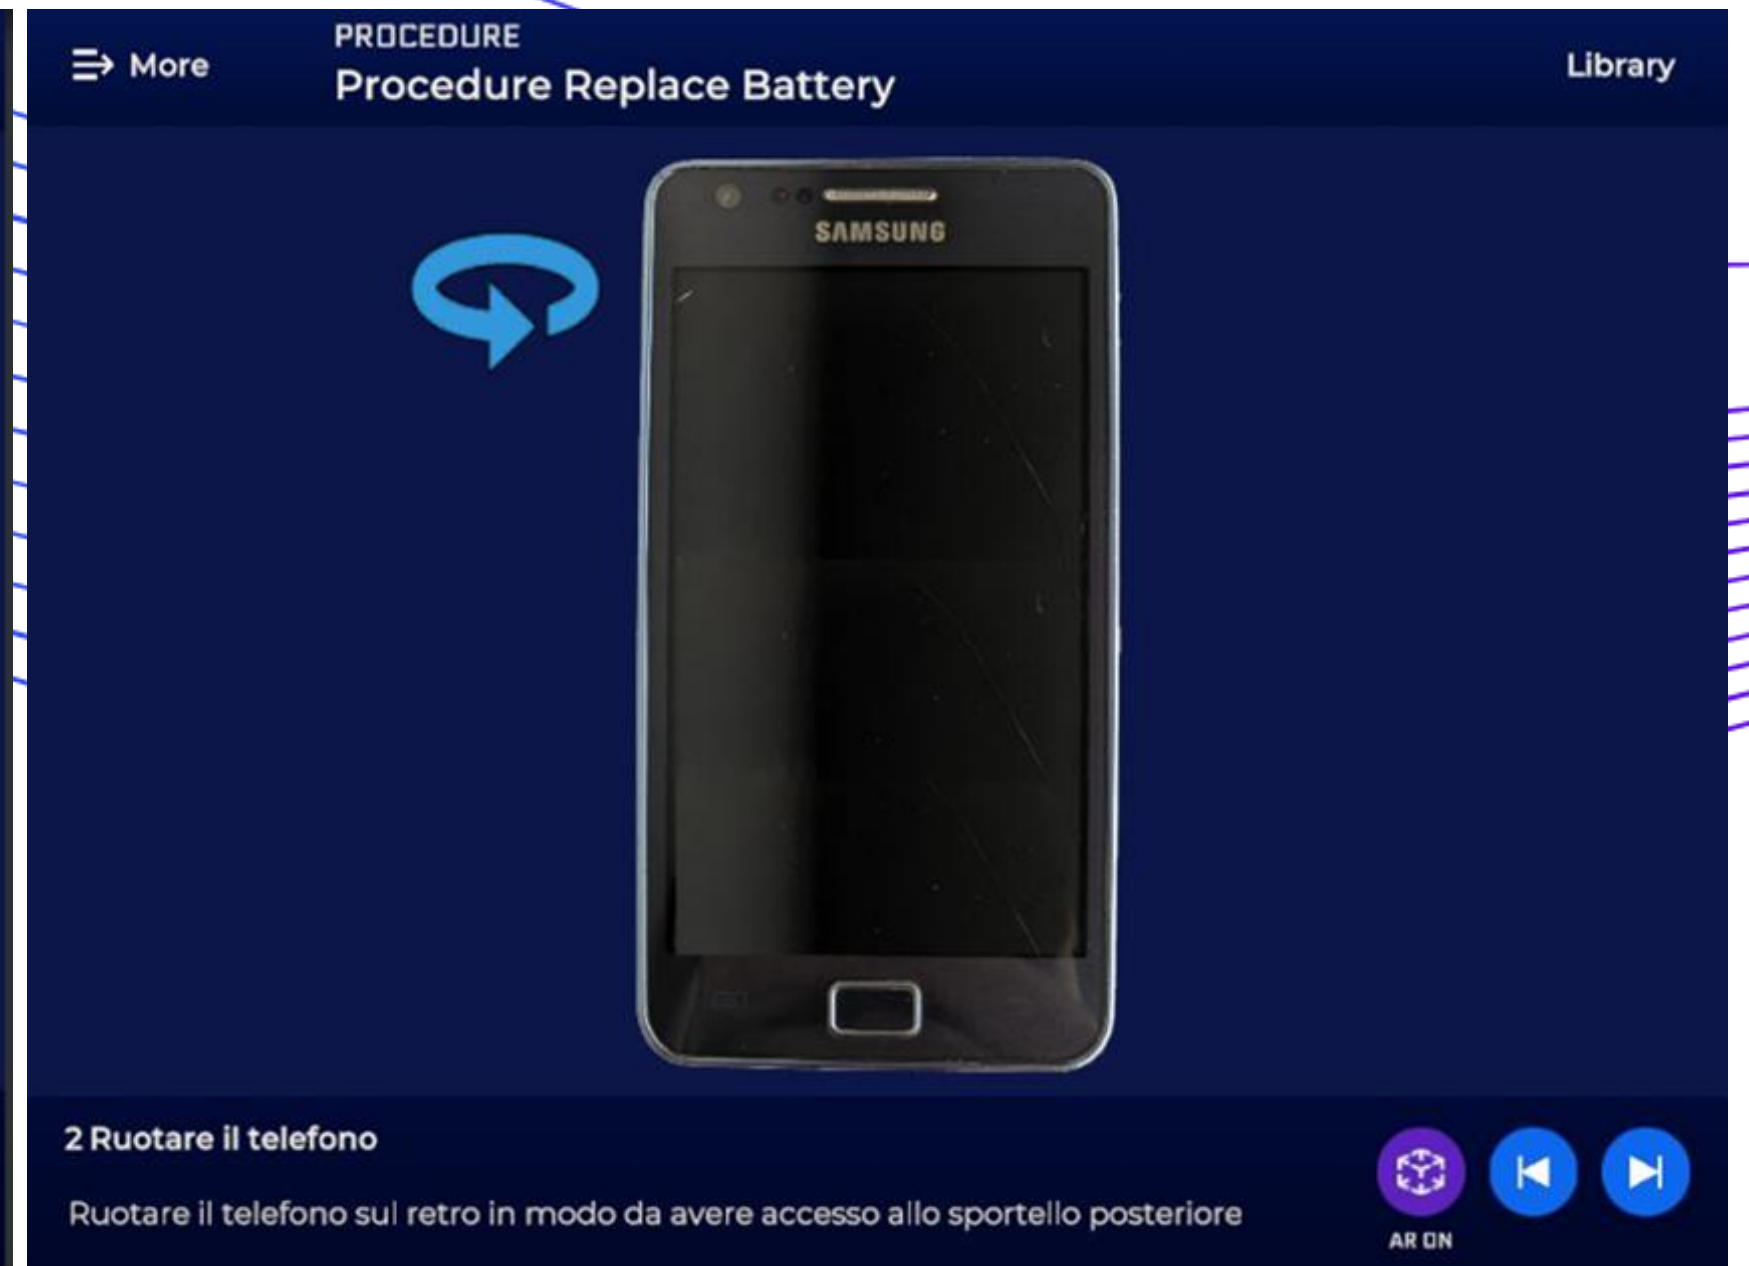 More
PROCEDURE
Procedure Replace Battery
Library
SAMSUNG
2 Ruotare il telefono
Ruotare il telefono sul retro in modo da avere accesso allo sportello posteriore
AR ON